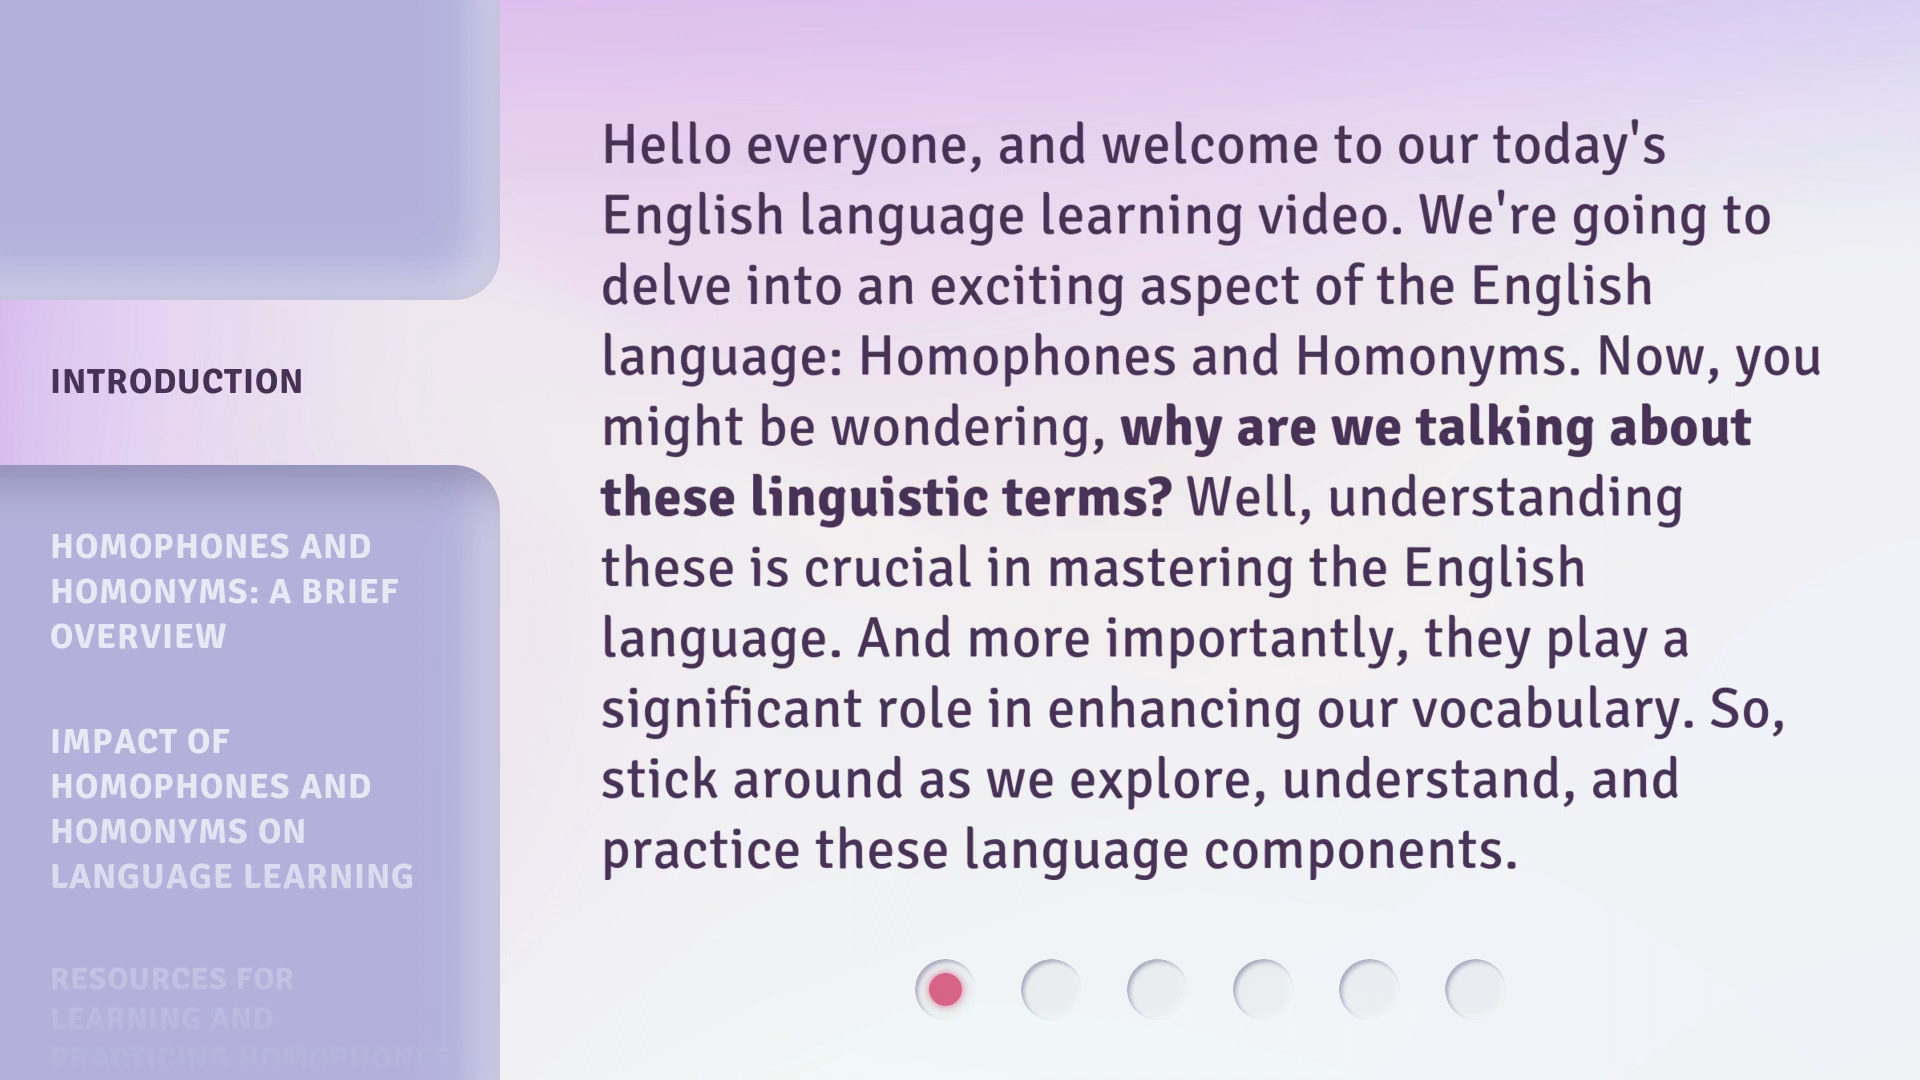 INTRODUCTION
HOMOPHONES AND
HOMONYMS: A BRIEF
OVERVIEW
IMPACT OF
HOMOPHONES AND
HOMONYMS ON
LANGUAGE LEARNING
RESOURCES FOR
LEARNING AND
PRACTICING HOMOPHONES
Hello everyone, and welcome to our today's
English language learning video. We're going to
delve into an exciting aspect of the English
language: Homophones and Homonyms. Now, you
might be wondering, why are we talking about
these linguistic terms? Well, understanding
these is crucial in mastering the English
language. And more importantly, they play a
significant role in enhancing our vocabulary. So,
stick around as we explore, understand, and
practice these language components.